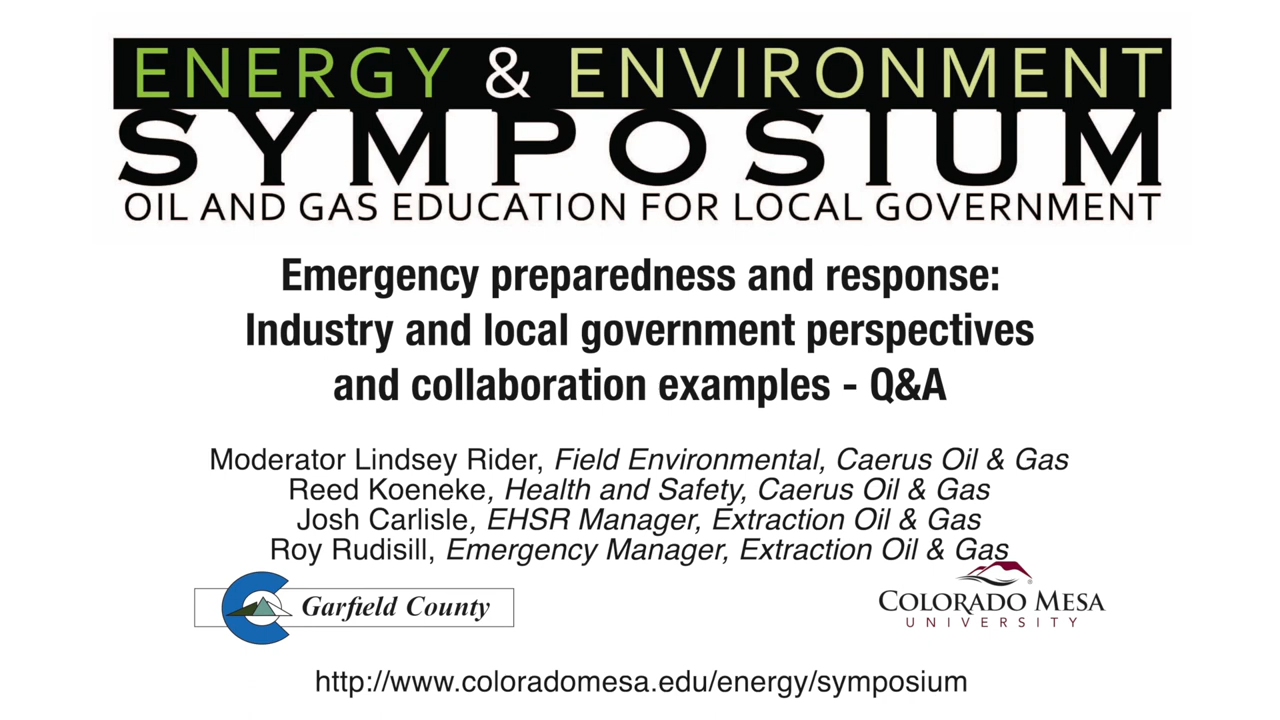 ENERGY & ENVIRONMENT
SYMPOSIUM
OIL AND GAS EDUCATION FOR LOCAL GOVERNMENT
Emergency preparedness and response:
Industry and local government perspectives
and collaboration examples - Q&A
Moderator Lindsey Rider, Field Environmental, Caerus Oil & Gas
Reed Koeneke, Health and Safety, Caerus Oil & Gas
Josh Carlisle, EHSR Manager, Extraction Oil & Gas
Roy Rudisill, Emergency Manager, Extraction Oil & Gas
Garfield County
COLORADO MESA
UNIVERSITY
http://www.coloradomesa.edu/energy/symposium